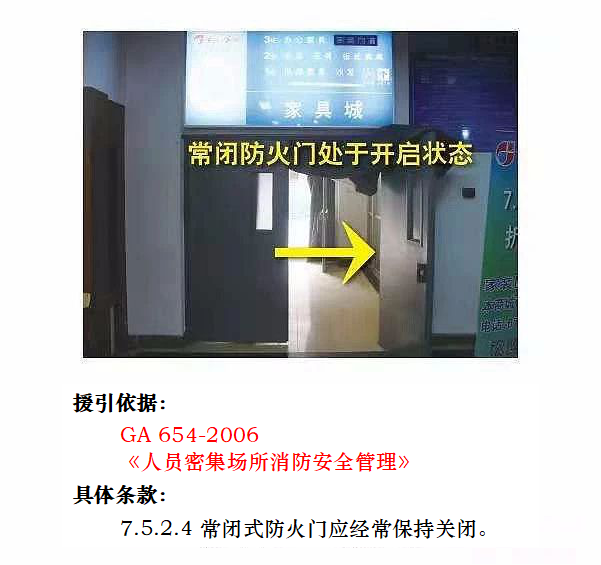 家具城
常闭防火门处于开启状态
7.
折
援引依据：
GA 654-2006
《人员密集场所消防安全管理》
具体条款：
7.5.2.4 常闭式防火门应经常保持关闭。